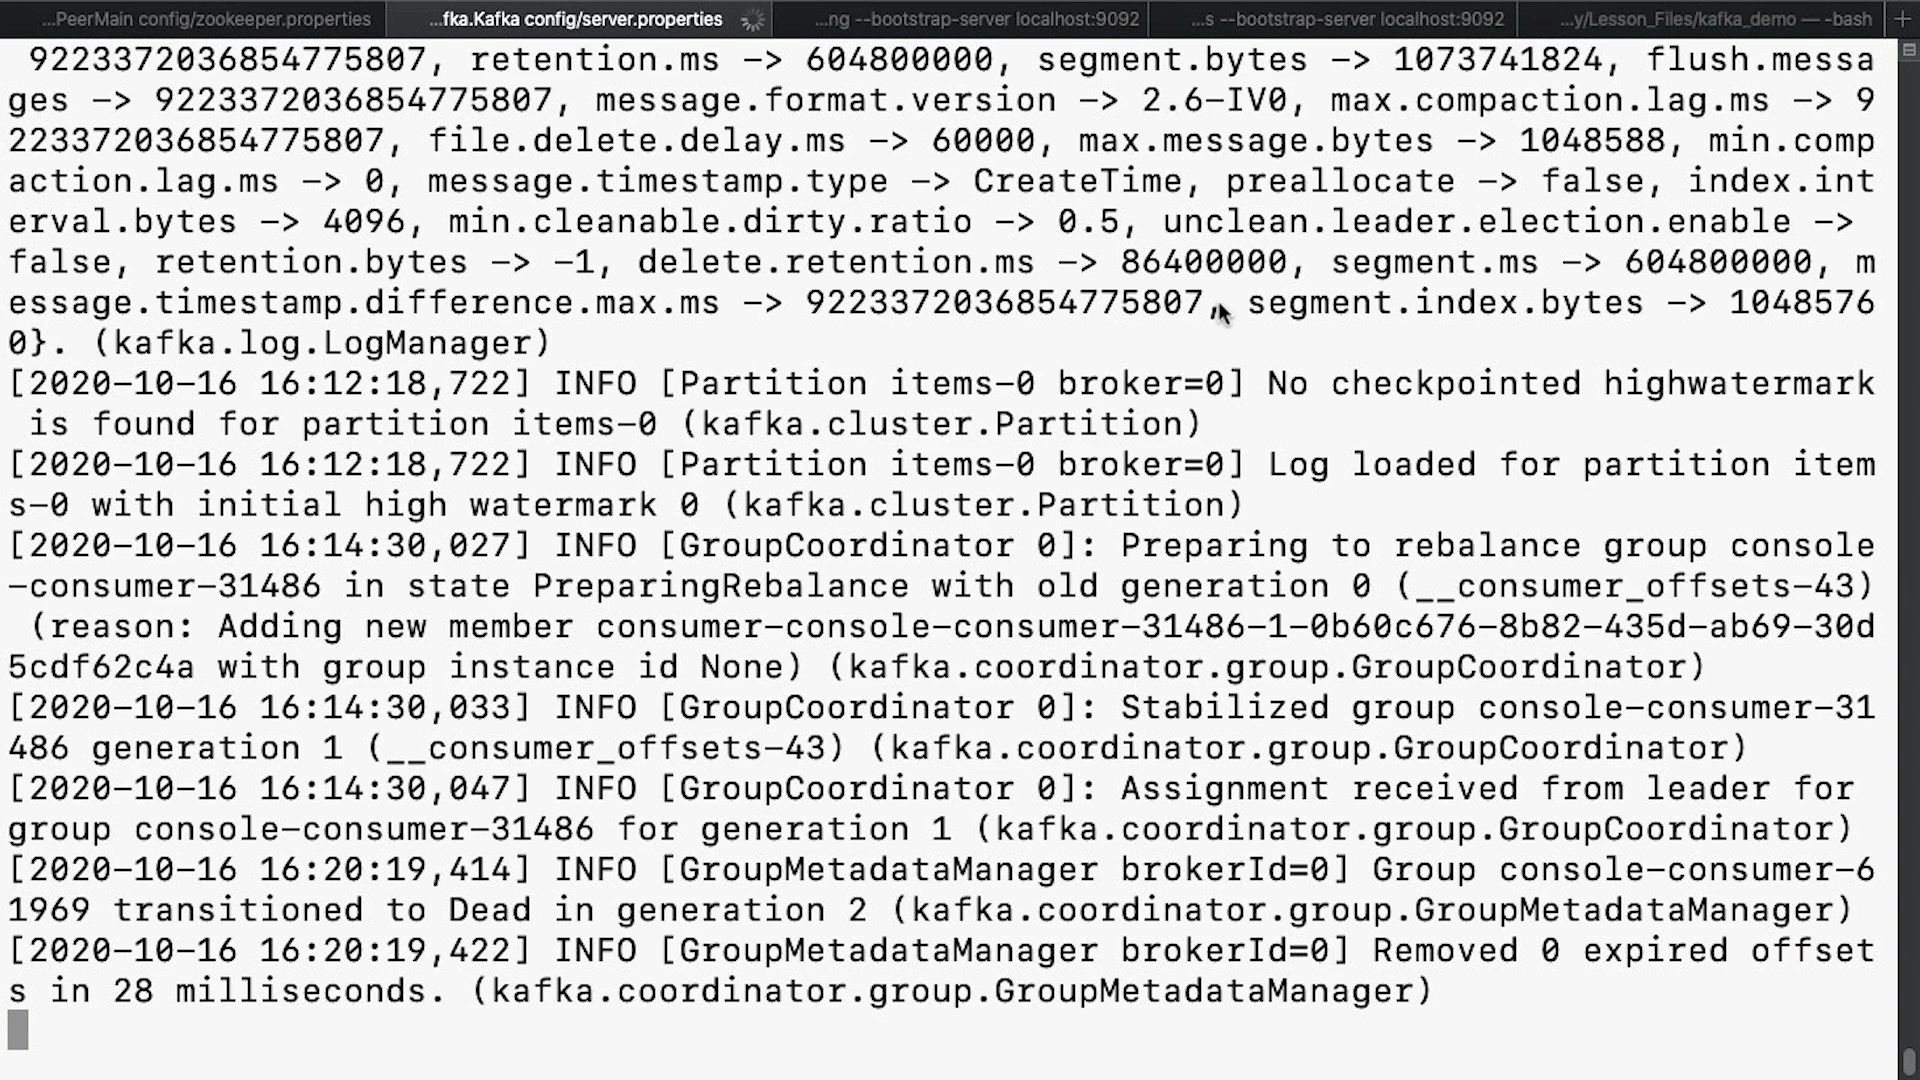 ...PeerMain config/zookeeper.properties
...fka.Kafka config/server.properties
...ng --bootstrap-server localhost:9092
...s --bootstrap-server localhost:9092
...y/Lesson_Files/kafka_demo — -bash
9223372036854775807, retention.ms -> 604800000, segment.bytes -> 1073741824, flush.messa
ges -> 9223372036854775807, message.format.version -> 2.6-IV0, max.compaction.lag.ms -> 9
223372036854775807, file.delete.delay.ms -> 60000, max.message.bytes -> 1048588, min.comp
action.lag.ms -> 0, message.timestamp.type -> CreateTime, preallocate -> false, index.int
erval.bytes -> 4096, min.cleanable.dirty.ratio -> 0.5, unclean.leader.election.enable ->
false, retention.bytes -> -1, delete.retention.ms -> 86400000, segment.ms -> 604800000, m
essage.timestamp.difference.max.ms -> 9223372036854775807, segment.index.bytes -> 1048576
0}. (kafka.log.LogManager)
[2020-10-16 16:12:18,722] INFO [Partition items-0 broker=0] No checkpointed highwatermark
is found for partition items-0 (kafka.cluster.Partition)
[2020-10-16 16:12:18,722] INFO [Partition items-0 broker=0] Log loaded for partition item
s-0 with initial high watermark 0 (kafka.cluster.Partition)
[2020-10-16 16:14:30,027] INFO [GroupCoordinator 0]: Preparing to rebalance group console
-consumer-31486 in state PreparingRebalance with old generation 0 (__consumer_offsets-43)
(reason: Adding new member consumer-console-consumer-31486-1-0b60c676-8b82-435d-ab69-30d
5cdf62c4a with group instance id None) (kafka.coordinator.group.GroupCoordinator)
[2020-10-16 16:14:30,033] INFO [GroupCoordinator 0]: Stabilized group console-consumer-31
486 generation 1 (__consumer_offsets-43) (kafka.coordinator.group.GroupCoordinator)
[2020-10-16 16:14:30,047] INFO [GroupCoordinator 0]: Assignment received from leader for
group console-consumer-31486 for generation 1 (kafka.coordinator.group.GroupCoordinator)
[2020-10-16 16:20:19,414] INFO [GroupMetadataManager brokerId=0] Group console-consumer-6
1969 transitioned to Dead in generation 2 (kafka.coordinator.group.GroupMetadataManager)
[2020-10-16 16:20:19,422] INFO [GroupMetadataManager brokerId=0] Removed 0 expired offset
s in 28 milliseconds. (kafka.coordinator.group.GroupMetadataManager)